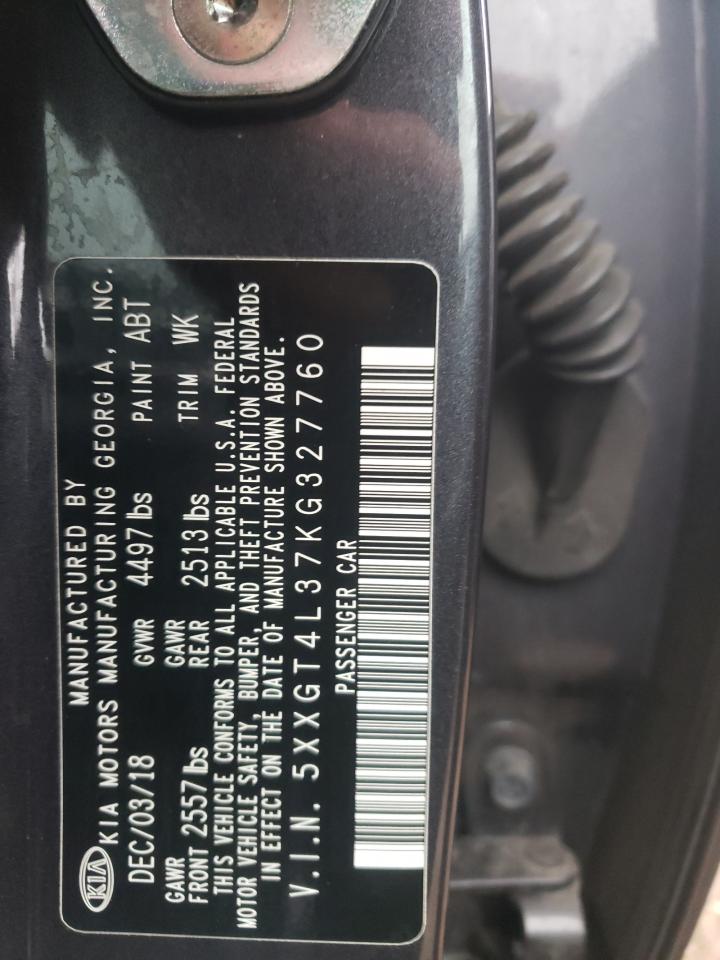 MANUFACTURED BY
KIA KIA MOTORS MANUFACTURING GEORGIA, INC.
DEC/03/18 GVWR 4497 lbs PAINT ABT
GAWR FRONT 2557 lbs GAWR REAR 2513 lbs TRIM WK
THIS VEHICLE CONFORMS TO ALL APPLICABLE U.S.A. FEDERAL
MOTOR VEHICLE SAFETY, BUMPER, AND THEFT PREVENTION STANDARDS
IN EFFECT ON THE DATE OF MANUFACTURE SHOWN ABOVE.
V.I.N. 5XXGT4L37KG327760
PASSENGER CAR